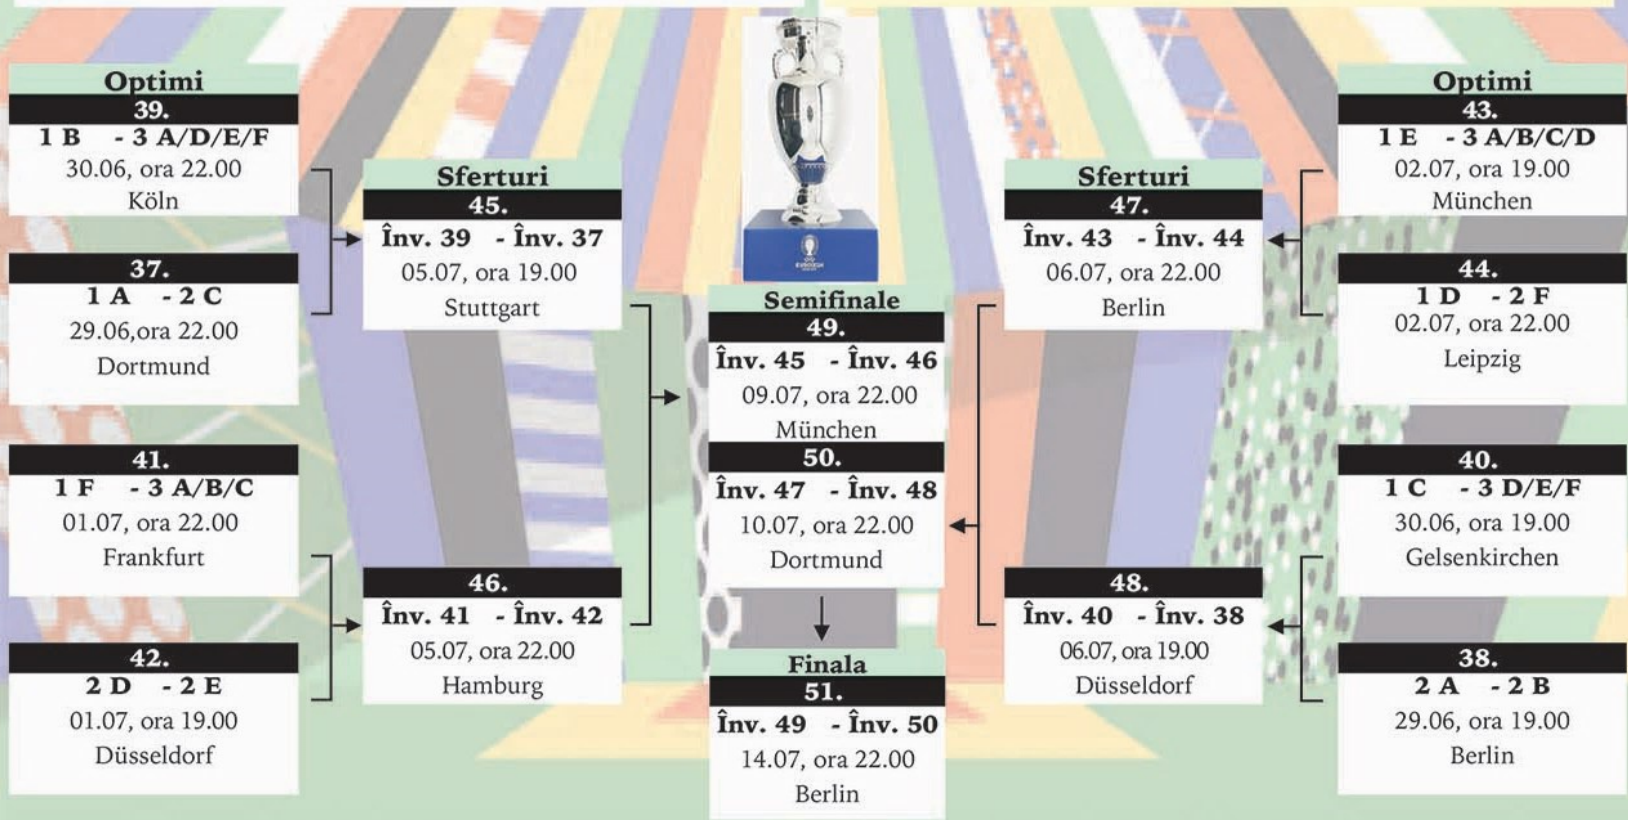 Optimi
39.
1 B - 3 A/D/E/F
30.06, ora 22.00
Köln
37.
1 A - 2 C
29.06,ora 22.00
Dortmund
41.
1 F - 3 A/B/C
01.07, ora 22.00
Frankfurt
42.
2 D - 2 E
01.07, ora 19.00
Düsseldorf
Sferturi
45.
Înv. 39 - Înv. 37
05.07, ora 19.00
Stuttgart
46.
Înv. 41 - Înv. 42
05.07, ora 22.00
Hamburg
Semifinale
49.
Înv. 45 - Înv. 46
09.07, ora 22.00
München
50.
Înv. 47 - Înv. 48
10.07, ora 22.00
Dortmund
Finala
51.
Înv. 49 - Înv. 50
14.07, ora 22.00
Berlin
Sferturi
47.
Înv. 43 - Înv. 44
06.07, ora 22.00
Berlin
48.
Înv. 40 - Înv. 38
06.07, ora 19.00
Düsseldorf
Optimi
43.
1 E - 3 A/B/C/D
02.07, ora 19.00
München
44.
1 D - 2 F
02.07, ora 22.00
Leipzig
40.
1 C - 3 D/E/F
30.06, ora 19.00
Gelsenkirchen
38.
2 A - 2 B
29.06, ora 19.00
Berlin